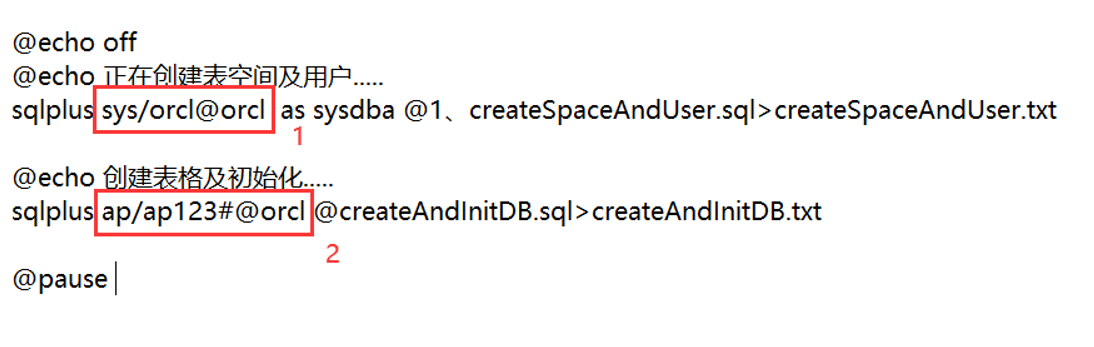 @echo off
@echo 正在创建表空间及用户.....
sqlplus sys/orcl@orcl as sysdba @1、createSpaceAndUser.sql>createSpaceAndUser.txt
1
@echo 创建表格及初始化.....
sqlplus ap/ap123#@orcl @createAndInitDB.sql>createAndInitDB.txt
2
@pause